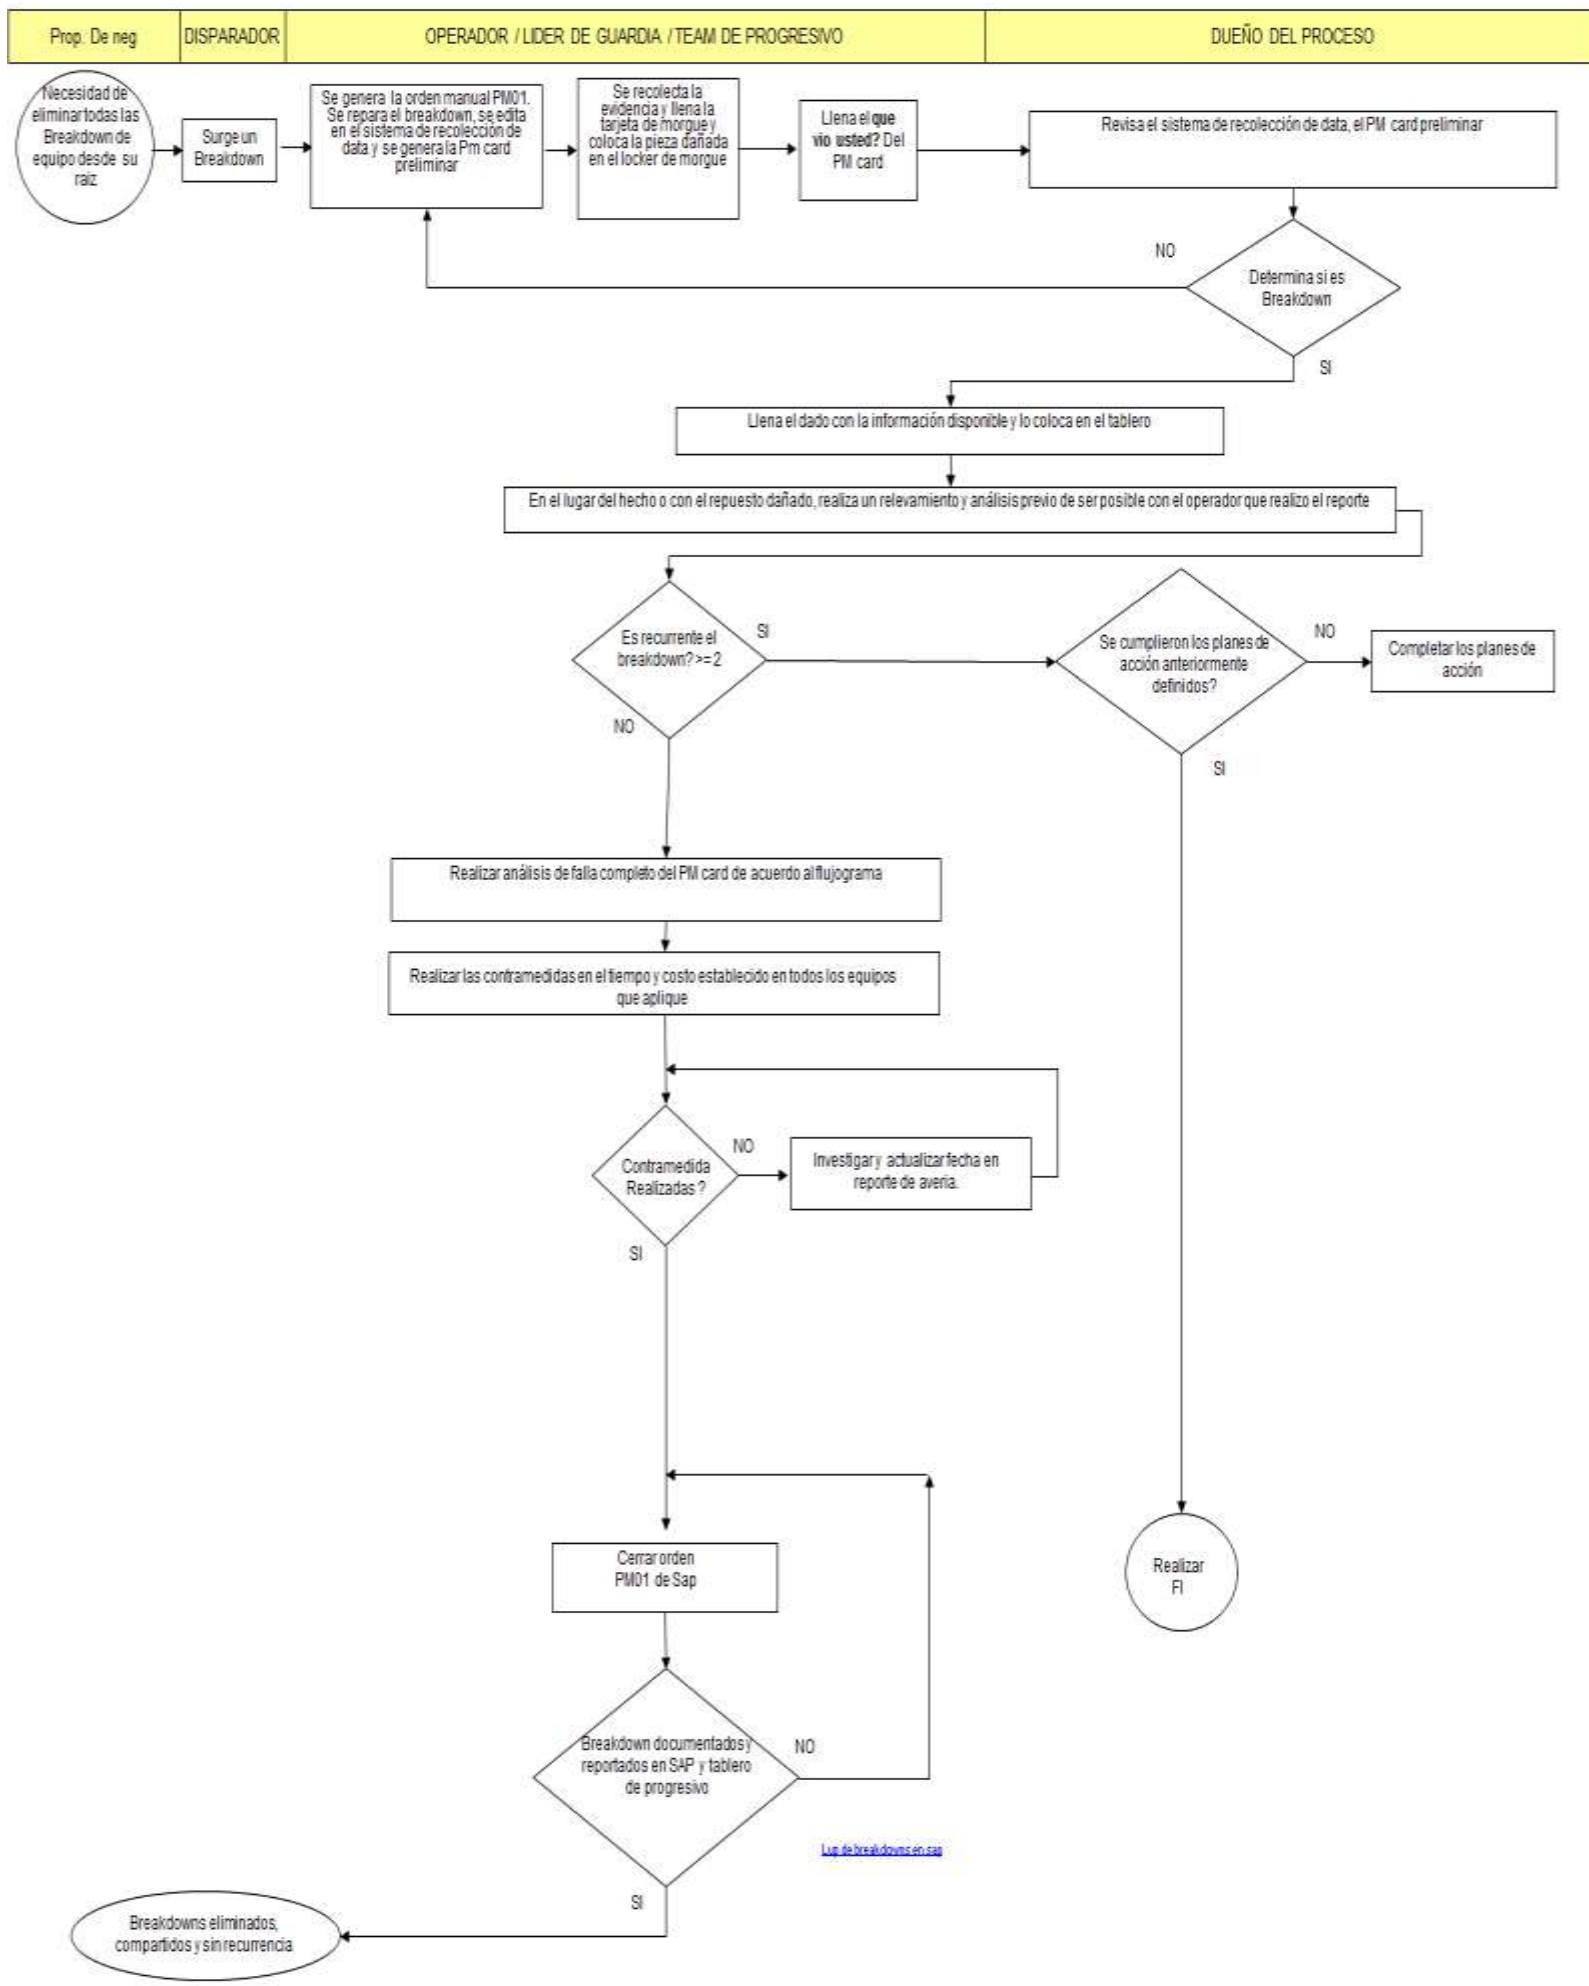 Prop. De neg
DISPARADOR
OPERADOR / LIDER DE GUARDIA / TEAM DE PROGRESIVO
DUEÑO DEL PROCESO
Necesidad de
eliminar todas las
Breakdown de
equipo desde su
raiz
Surge un
Breakdown
Se genera la orden manual PM01.
Se repara el breakdown, se edita
en el sistema de recolección de
data y se genera la Pm card
preliminar
Se recolecta la
evidencia y llena la
tarjeta de morgue y
coloca la pieza dañada
en el locker de morgue
Llena el que
vio usted? Del
PM card
Revisa el sistema de recolección de data, el PM card preliminar
NO
Determina si es
Breakdown
SI
Llena el dado con la información disponible y lo coloca en el tablero
En el lugar del hecho o con el repuesto dañado, realiza un relevamiento y análisis previo de ser posible con el operador que realizo el reporte
Es recurrente el
breakdown? >= 2
SI
NO
Se cumplieron los planes de
acción anteriormente
definidos?
NO
Completar los planes de
acción
SI
Realizar análisis de falla completo del PM card de acuerdo al flujograma
Realizar las contramedidas en el tiempo y costo establecido en todos los equipos
que aplique
Contramedida
Realizadas ?
NO
Investigar y actualizar fecha en
reporte de averia.
SI
Cerrar orden
PM01 de Sap
Realizar
FI
Breakdown documentados y
reportados en SAP y tablero
de progresivo
NO
Lup de breakdowns en sap
SI
Breakdowns eliminados,
compartidos y sin recurrencia